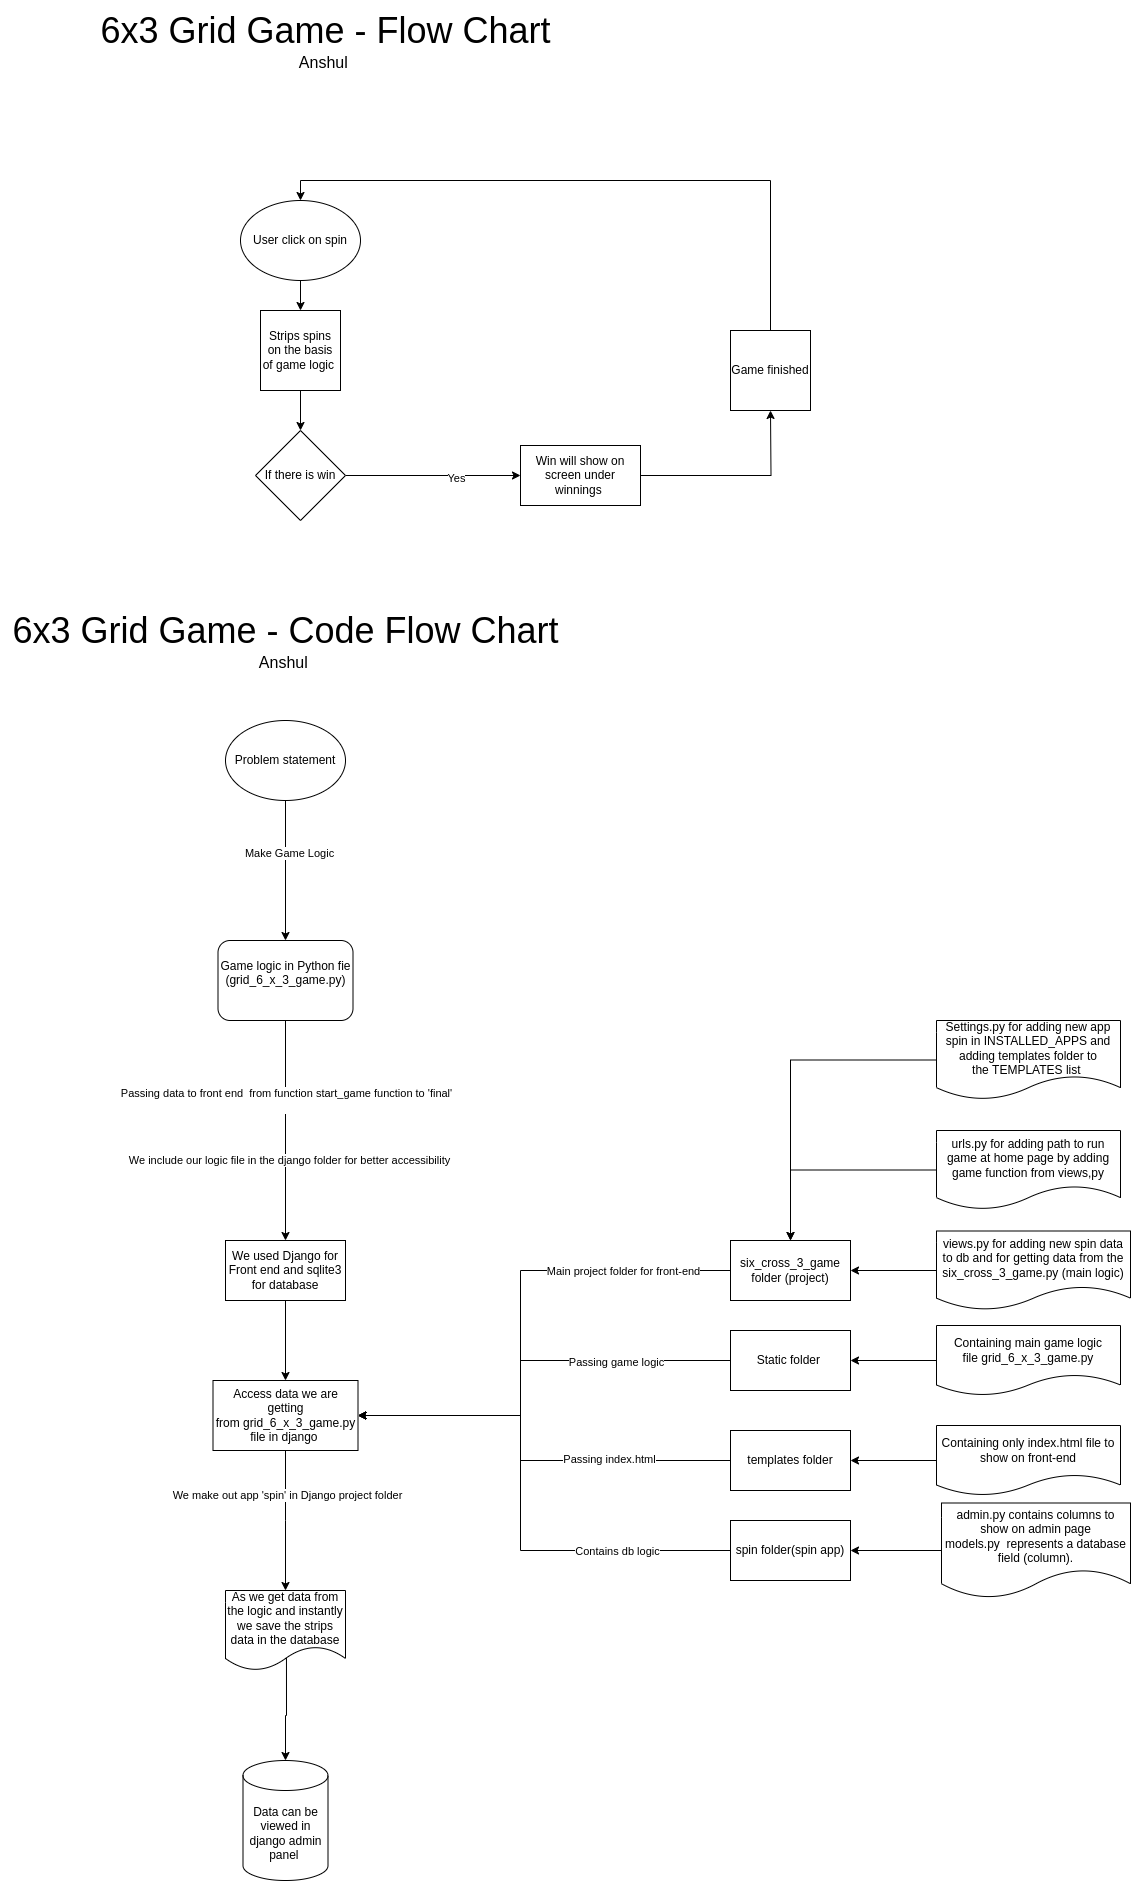 6x3 Grid Game - Flow Chart
Anshul
User click on spin
Strips spins
on the basis
of game logic
If there is win
Yes
Win will show on
screen under
winnings
Game finished
6x3 Grid Game - Code Flow Chart
Anshul
Problem statement
Make Game Logic
Game logic in Python fie
(grid_6_x_3_game.py)
Passing data to front end  from function start_game function to 'final'
We include our logic file in the django folder for better accessibility
We used Django for
Front end and sqlite3
for database
Access data we are
getting
from grid_6_x_3_game.py
file in django
We make out app 'spin' in Django project folder
As we get data from
the logic and instantly
we save the strips
data in the database
Data can be
viewed in
django admin
panel
Settings.py for adding new app
spin in INSTALLED_APPS and
adding templates folder to
the TEMPLATES list
urls.py for adding path to run
game at home page by adding
game function from views,py
views.py for adding new spin data
to db and for getting data from the
six_cross_3_game.py (main logic)
six_cross_3_game
folder (project)
Main project folder for front-end
Containing main game logic
file grid_6_x_3_game.py
Static folder
Passing game logic
Containing only index.html file to
show on front-end
templates folder
Passing index.html
admin.py contains columns to
show on admin page
models.py  represents a database
field (column).
spin folder(spin app)
Contains db logic